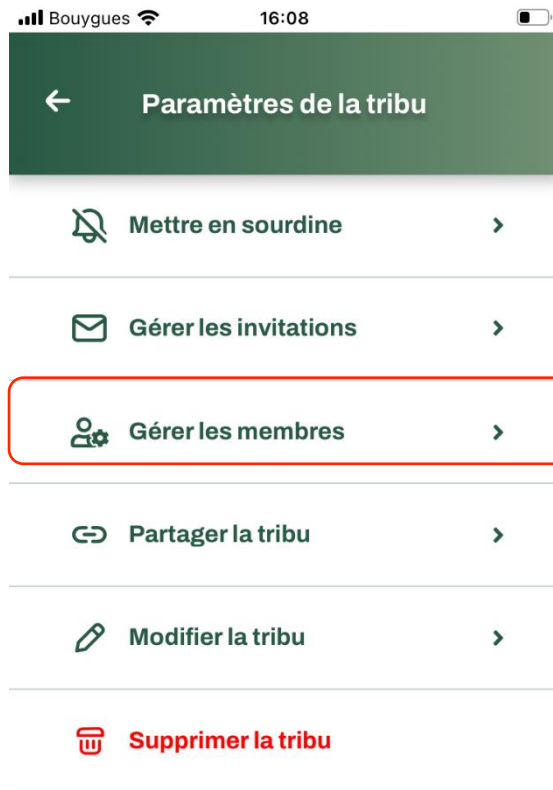 Bouygues 16:08
Paramètres de la tribu
Mettre en sourdine
Gérer les invitations
Gérer les membres
Partager la tribu
Modifier la tribu
Supprimer la tribu